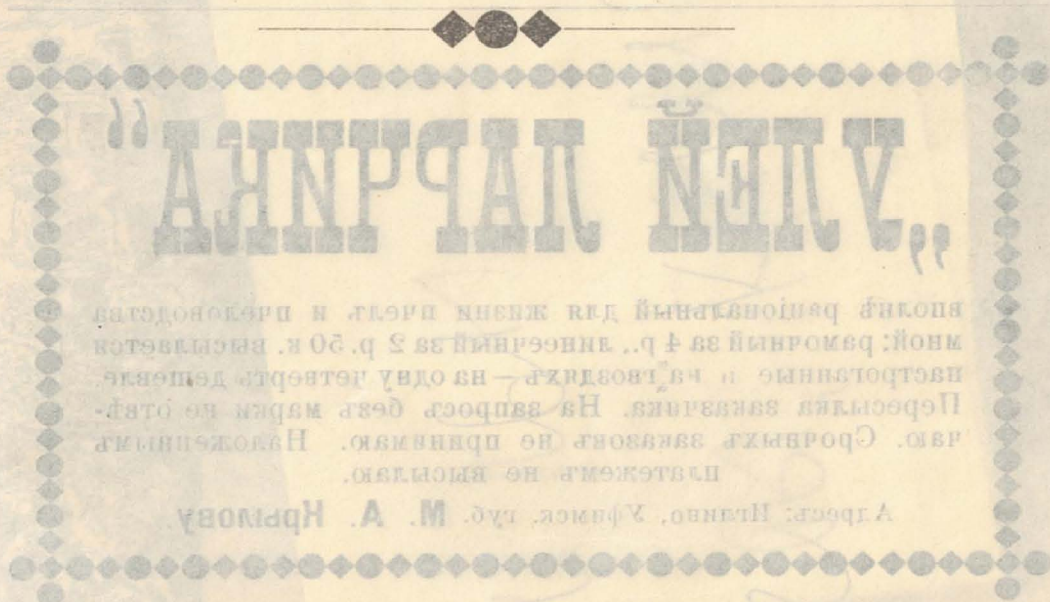 „УЛЕЙ ЛАРЧИКА“
вполнѣ раціональный для жизни пчелъ и пчеловодства
мной: рамочный за 4 р., линеечный за 2 р. 50 к. высылается
настроганные и на гвоздяхъ — на одну четверть дешевле.
Пересылка заказчика. На запросъ безъ марки не отвѣ-
чаю. Срочныхъ заказовъ не принимаю. Наложеннымъ
платежемъ не высылаю.
Адресъ: Иглино, Уфимск. губ. М. А. Крылову.